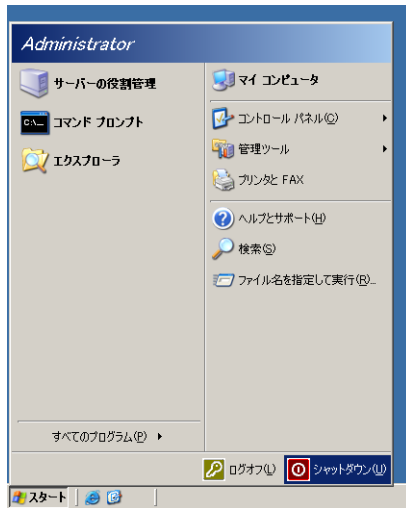 Administrator
サーバーの役割管理
コマンド プロンプト
エクスプローラ
マイ コンピュータ
コントロール パネル(C)
管理ツール
プリンタと FAX
ヘルプとサポート(H)
検索(S)
ファイル名を指定して実行(R)...
すべてのプログラム(P)
ログオフ(L)
シャットダウン(U)
スタート